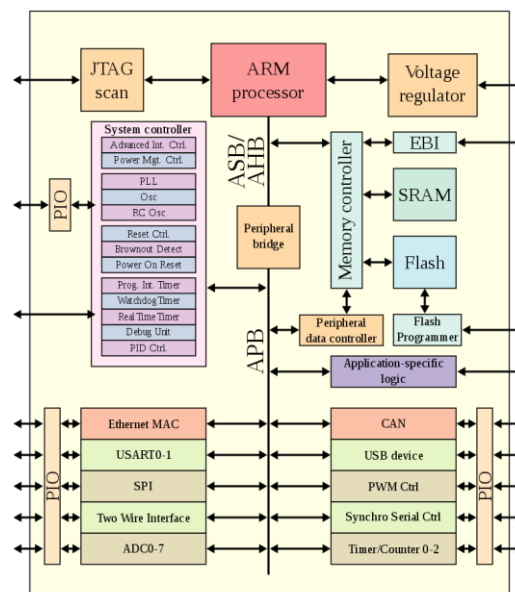 JTAG
scan
ARM
processor
Voltage
regulator
System controller
Advanced Int. Ctrl.
Power Mgt. Ctrl.
PLL
Osc
RC Osc
Reset Ctrl.
Brownout Detect
Power On Reset
Prog. Int. Timer
WatchdogTimer
RealTimeTimer
Debug Unit
PID Ctrl.
PIO
ASB/
AHB
Peripheral
bridge
APB
Memory controller
EBI
SRAM
Flash
Peripheral
data controller
Flash
Programmer
Application-specific
logic
PIO
Ethernet MAC
USART0-1
SPI
Two Wire Interface
ADC0-7
CAN
USB device
PWM Ctrl
Synchro Serial Ctrl
Timer/Counter 0-2
PIO